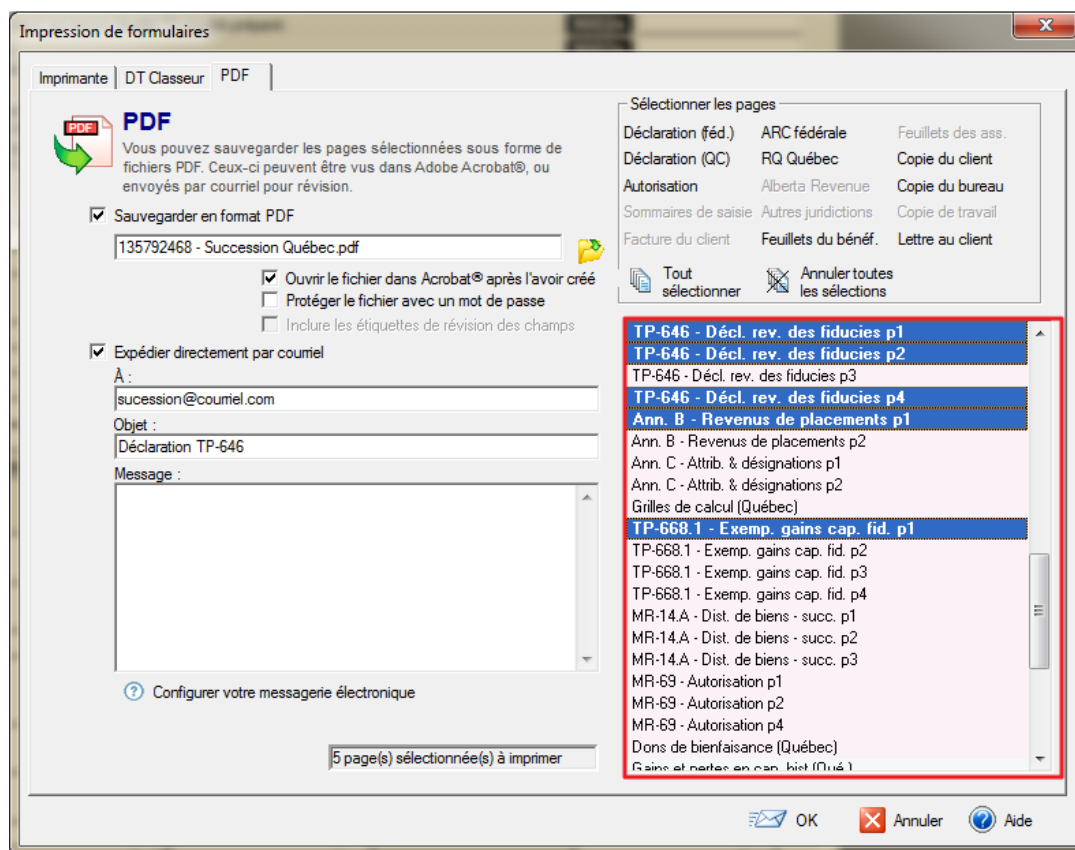 Impression de formulaires
Imprimante
DT Classeur
PDF
PDF
PDF
Vous pouvez sauvegarder les pages sélectionnées sous forme de
fichiers PDF. Ceux-ci peuvent être vus dans Adobe Acrobat®, ou
envoyés par courriel pour révision.
Sauvegarder en format PDF
135792468 - Succession Québec.pdf
Ouvrir le fichier dans Acrobat® après l'avoir créé
Protéger le fichier avec un mot de passe
Inclure les étiquettes de révision des champs
Expédier directement par courriel
À :
sucession@courriel.com
Objet :
Déclaration TP-646
Message :
Configurer votre messagerie électronique
5 page(s) sélectionnée(s) à imprimer
Sélectionner les pages
Déclaration (féd.) ARC fédérale Feuillets des ass.
Déclaration (QC) RQ Québec Copie du client
Autorisation Alberta Revenue Copie du bureau
Sommaires de saisie Autres juridictions Copie de travail
Facture du client Feuillets du bénéf. Lettre au client
Tout
sélectionner
Annuler toutes
les sélections
TP-646 - Décl. rev. des fiducies p1
TP-646 - Décl. rev. des fiducies p2
TP-646 - Décl. rev. des fiducies p3
TP-646 - Décl. rev. des fiducies p4
Ann. B - Revenus de placements p1
Ann. B - Revenus de placements p2
Ann. C - Attrib. & désignations p1
Ann. C - Attrib. & désignations p2
Grilles de calcul (Québec)
TP-668.1 - Exemp. gains cap. fid. p1
TP-668.1 - Exemp. gains cap. fid. p2
TP-668.1 - Exemp. gains cap. fid. p3
TP-668.1 - Exemp. gains cap. fid. p4
MR-14.A - Dist. de biens - succ. p1
MR-14.A - Dist. de biens - succ. p2
MR-14.A - Dist. de biens - succ. p3
MR-69 - Autorisation p1
MR-69 - Autorisation p2
MR-69 - Autorisation p4
Dons de bienfaisance (Québec)
Gains et pertes en cap. hist (Qué.)
OK
Annuler
Aide